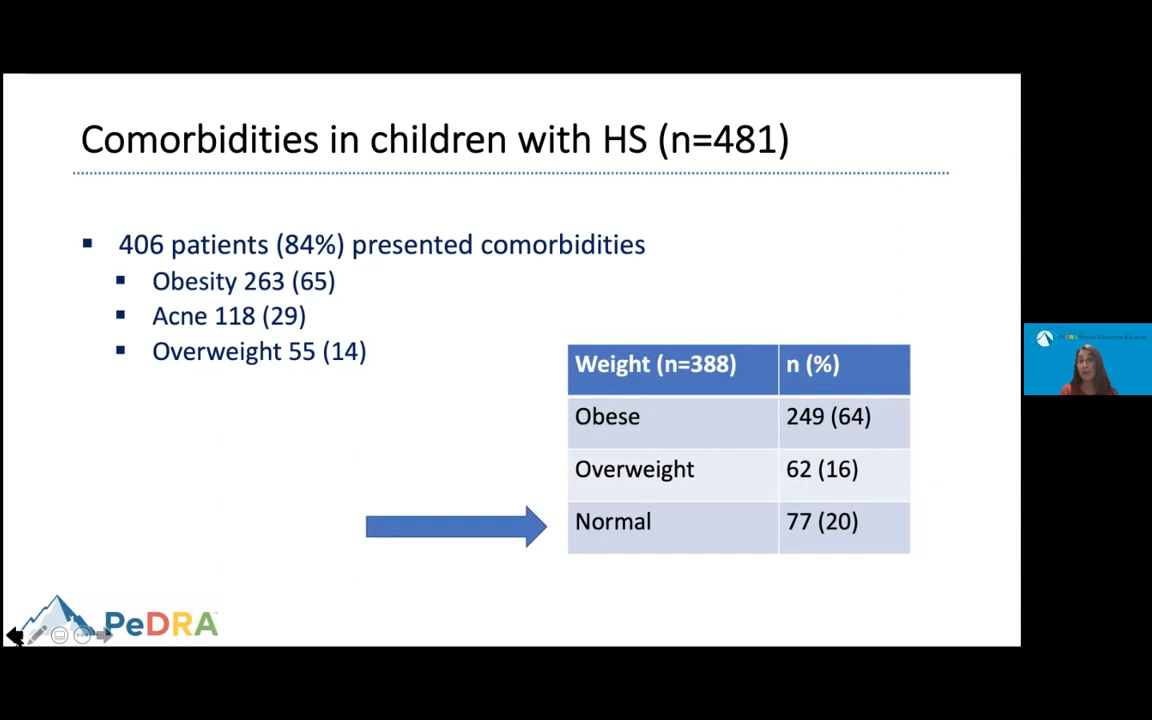 Comorbidities in children with HS (n=481)
▪ 406 patients (84%) presented comorbidities
▪ Obesity 263 (65)
▪ Acne 118 (29)
▪ Overweight 55 (14)
Weight (n=388) n (%)
Obese 249 (64)
Overweight 62 (16)
Normal 77 (20)
PeDRA